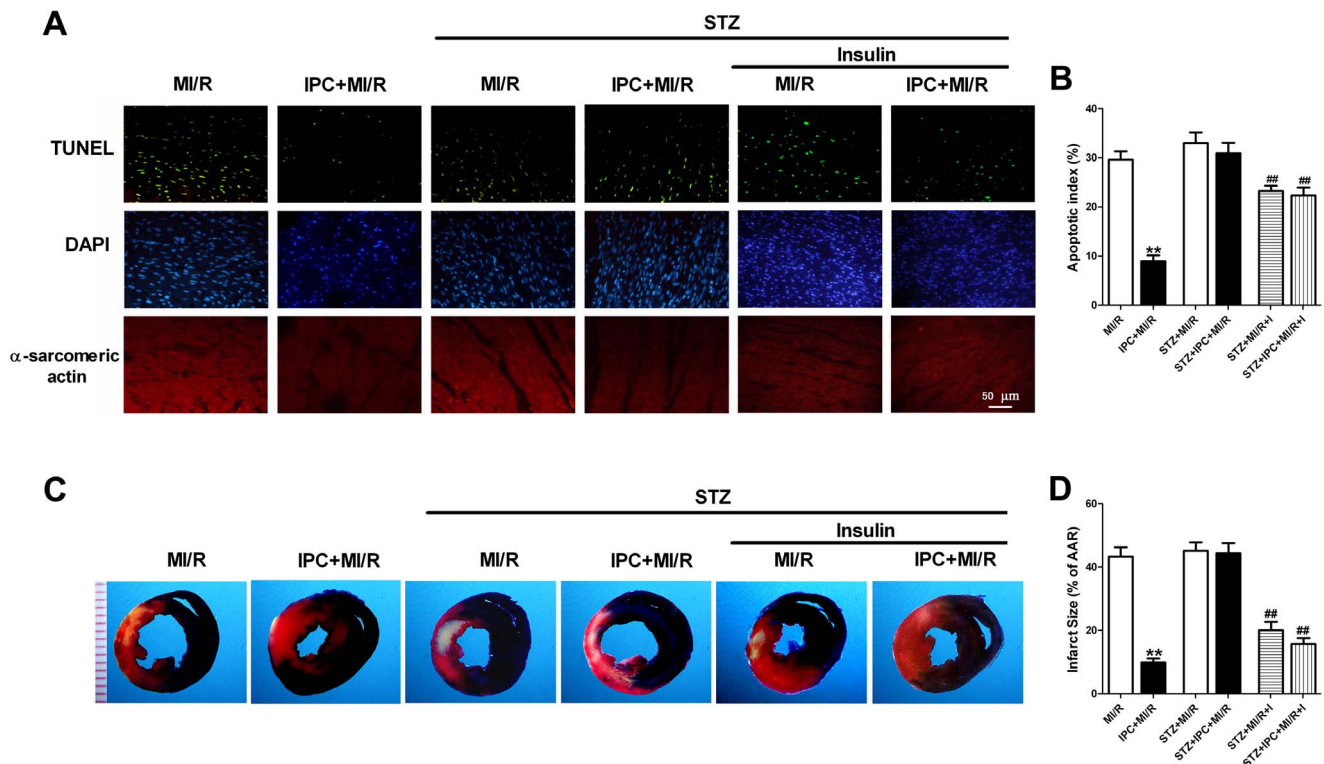 A
STZ
Insulin
MI/R IPC+MI/R MI/R IPC+MI/R MI/R IPC+MI/R
TUNEL
DAPI
α-sarcomeric
actin
50 μm
B
Apoptotic index (%)
40
30
20
10
0
**
##
##
MI/R
IPC+MI/R
STZ+MI/R
STZ+IPC+MI/R
STZ+MI/R+I
STZ+IPC+MI/R+I
C
STZ
Insulin
MI/R IPC+MI/R MI/R IPC+MI/R MI/R IPC+MI/R
D
Infarct Size (% of AAR)
60
40
20
0
**
##
##
MI/R
IPC+MI/R
STZ+MI/R
STZ+IPC+MI/R
STZ+MI/R+I
STZ+IPC+MI/R+I